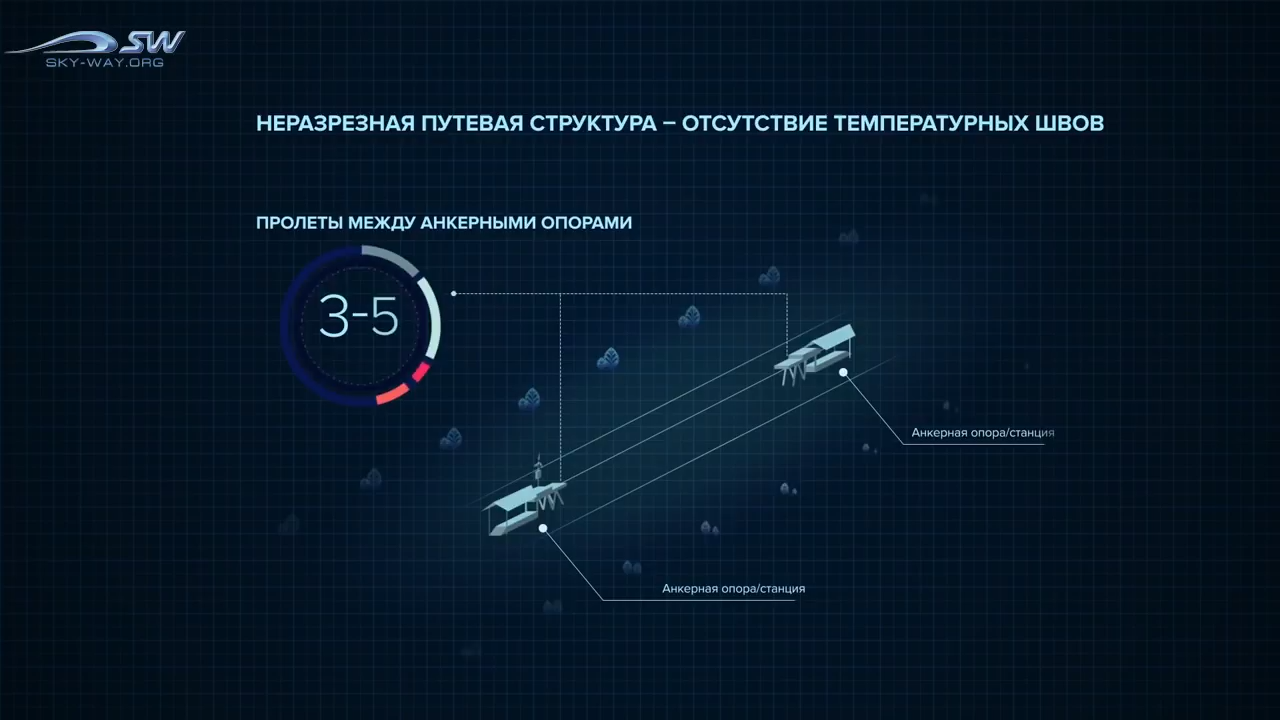 SW
SKY-WAY.ORG
НЕРАЗРЕЗНАЯ ПУТЕВАЯ СТРУКТУРА – ОТСУТСТВИЕ ТЕМПЕРАТУРНЫХ ШВОВ
ПРОЛЕТЫ МЕЖДУ АНКЕРНЫМИ ОПОРАМИ
3-5
Анкерная опора/станция
Анкерная опора/станция